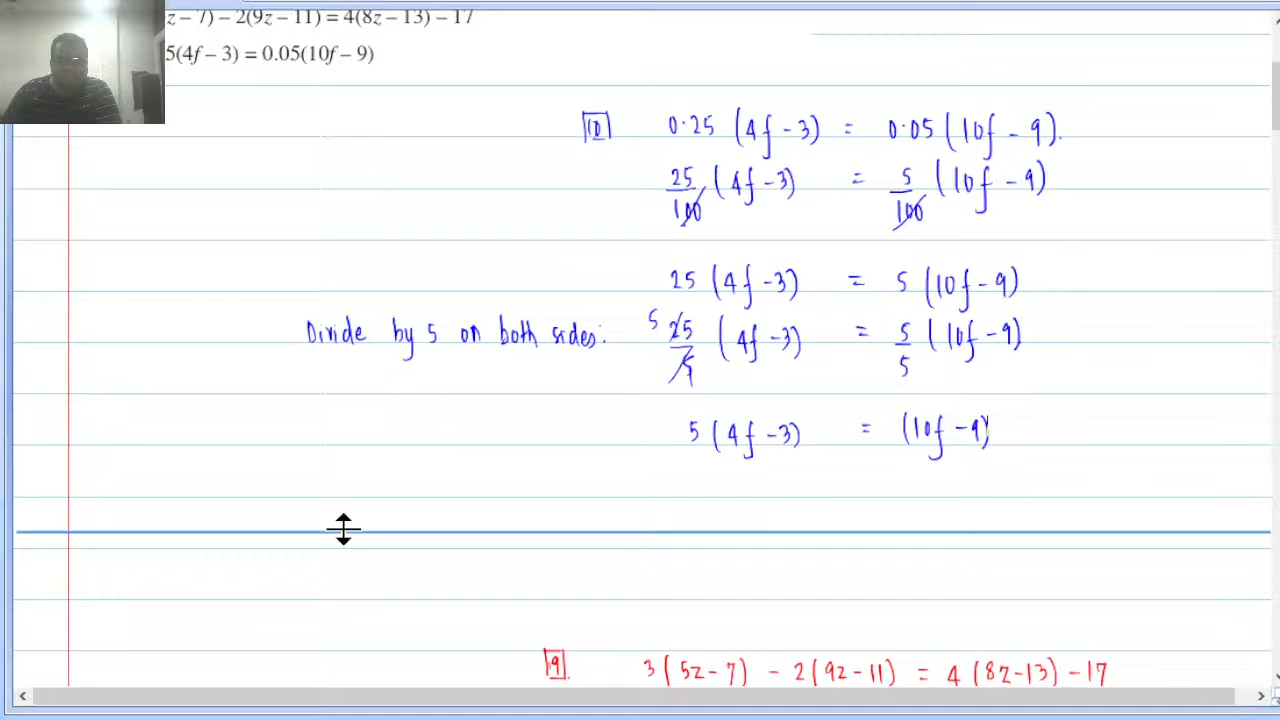 z – 7) – 2(9z – 11) = 4(8z – 13) – 17
5(4f – 3) = 0.05(10f – 9)
10 0.25 (4f – 3) = 0.05 (10f – 9).
25/100 (4f – 3) = 5/100 (10f – 9)
25 (4f – 3) = 5 (10f – 9)
Divide by 5 on both sides: 5 25/5 1 (4f – 3) = 5/5 (10f – 9)
5 (4f – 3) = (10f – 9)
9. 3 (5z – 7) – 2 (9z – 11) = 4 (8z – 13) – 17